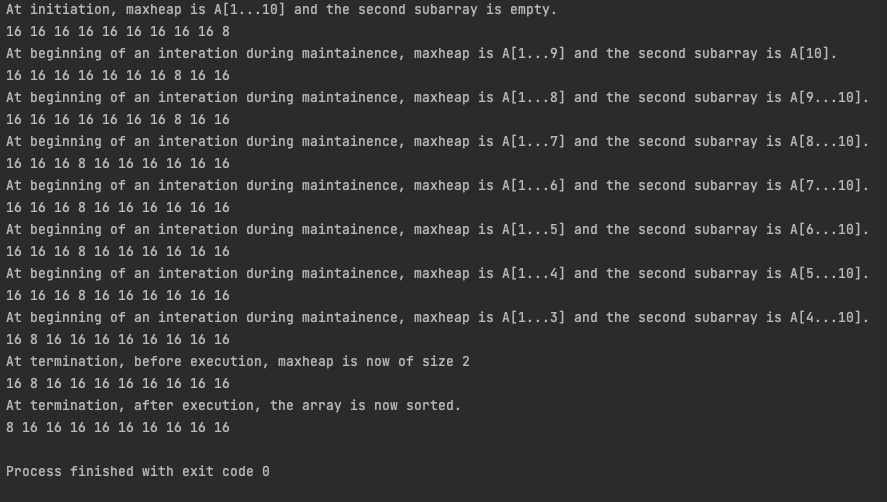 At initiation, maxheap is A[1...10] and the second subarray is empty.
16 16 16 16 16 16 16 16 16 8
At beginning of an interation during maintainence, maxheap is A[1...9] and the second subarray is A[10].
16 16 16 16 16 16 16 8 16 16
At beginning of an interation during maintainence, maxheap is A[1...8] and the second subarray is A[9...10].
16 16 16 16 16 16 16 8 16 16
At beginning of an interation during maintainence, maxheap is A[1...7] and the second subarray is A[8...10].
16 16 16 8 16 16 16 16 16 16
At beginning of an interation during maintainence, maxheap is A[1...6] and the second subarray is A[7...10].
16 16 16 8 16 16 16 16 16 16
At beginning of an interation during maintainence, maxheap is A[1...5] and the second subarray is A[6...10].
16 16 16 8 16 16 16 16 16 16
At beginning of an interation during maintainence, maxheap is A[1...4] and the second subarray is A[5...10].
16 16 16 8 16 16 16 16 16 16
At beginning of an interation during maintainence, maxheap is A[1...3] and the second subarray is A[4...10].
16 8 16 16 16 16 16 16 16 16
At termination, before execution, maxheap is now of size 2
16 8 16 16 16 16 16 16 16 16
At termination, after execution, the array is now sorted.
8 16 16 16 16 16 16 16 16 16
Process finished with exit code 0